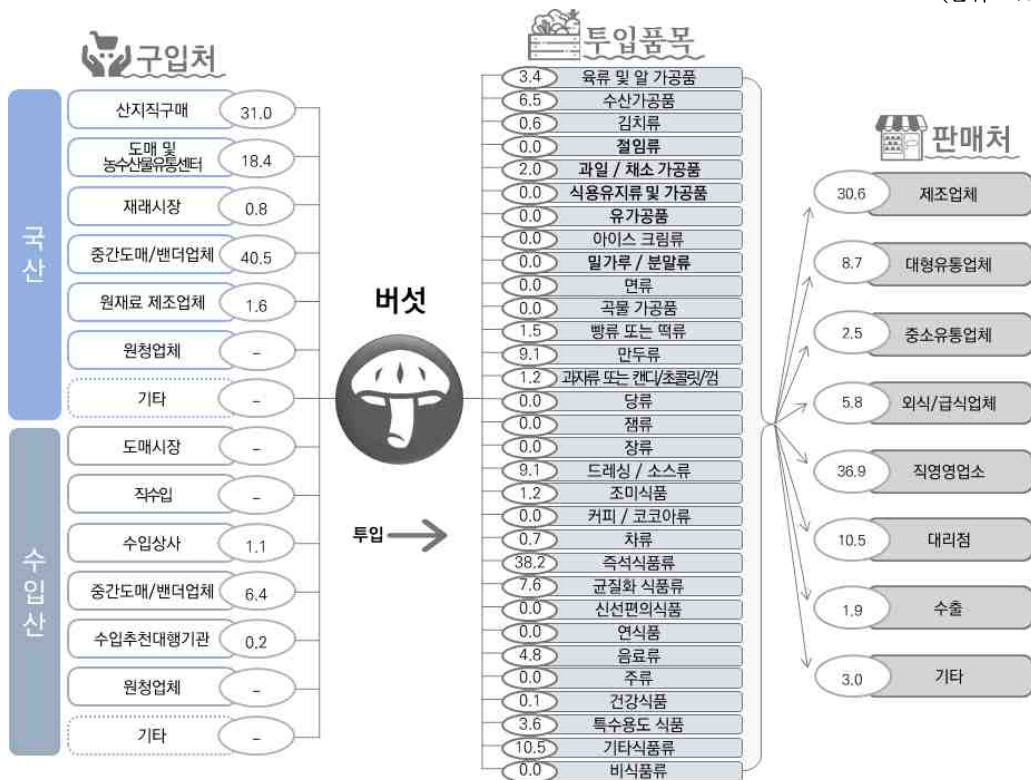 구입처
국산
산지직구매 31.0
도매 및
농수산물유통센터 18.4
재래시장 0.8
중간도매/밴더업체 40.5
원재료 제조업체 1.6
원청업체 -
기타 -
수입산
도매시장 -
직수입 -
수입상사 1.1
중간도매/밴더업체 6.4
수입추천대행기관 0.2
원청업체 -
기타 -
버섯
투입
투입품목
3.4 육류 및 알 가공품
6.5 수산가공품
0.6 김치류
0.0 절임류
2.0 과일 / 채소 가공품
0.0 식용유지류 및 가공품
0.0 유가공품
0.0 아이스 크림류
0.0 밀가루 / 분말류
0.0 면류
0.0 곡물 가공품
1.5 빵류 또는 떡류
9.1 만두류
1.2 과자류 또는 캔디/초콜릿/껌
0.0 당류
0.0 잼류
0.0 장류
9.1 드레싱 / 소스류
1.2 조미식품
0.0 커피 / 코코아류
0.7 차류
38.2 즉석식품류
7.6 균질화 식품류
0.0 신선편의식품
0.0 연식품
4.8 음료류
0.0 주류
0.1 건강식품
3.6 특수용도 식품
10.5 기타식품류
0.0 비식품류
판매처
30.6 제조업체
8.7 대형유통업체
2.5 중소유통업체
5.8 외식/급식업체
36.9 직영영업소
10.5 대리점
1.9 수출
3.0 기타